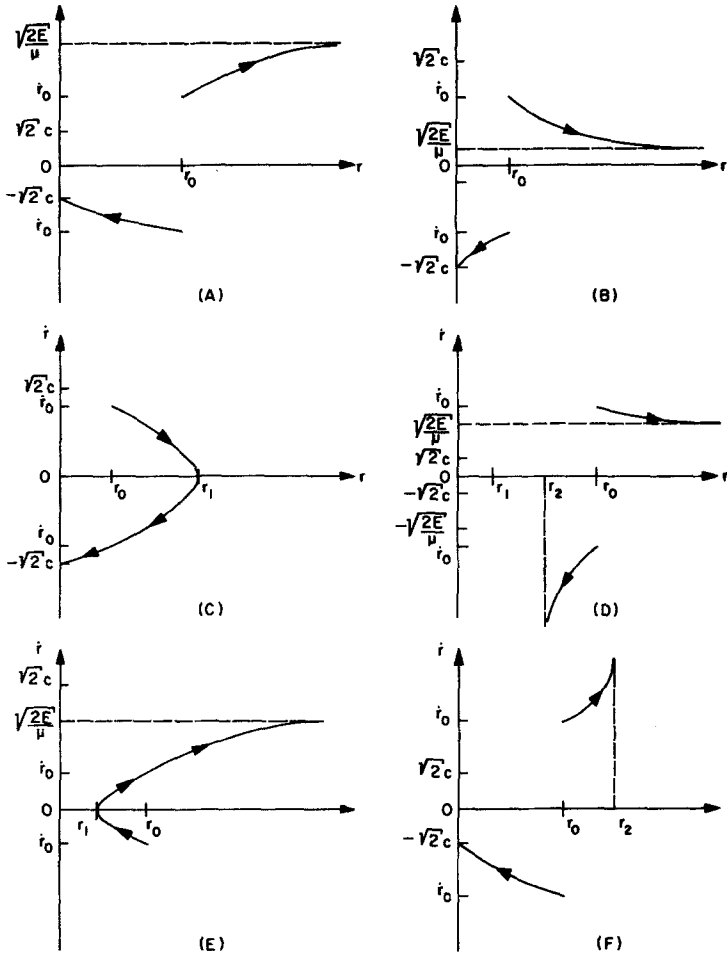 √2E/μ
ṙ₀
√2 c
0
r₀
r
-√2 c
ṙ₀
(A)
√2 c
ṙ₀
√2E/μ
0
r₀
r
ṙ₀
-√2 c
(B)
ṙ
√2 c
ṙ₀
0
r₀
r₁
r
ṙ₀
-√2 c
(C)
ṙ
ṙ₀
√2E/μ
√2 c
0
r₁
r₂
r₀
r
-√2 c
-√2E/μ
ṙ₀
(D)
ṙ
√2 c
√2E/μ
ṙ₀
0
r₁
r₀
ṙ₀
(E)
ṙ
ṙ₀
√2 c
0
r₀
r₂
-√2 c
ṙ₀
(F)